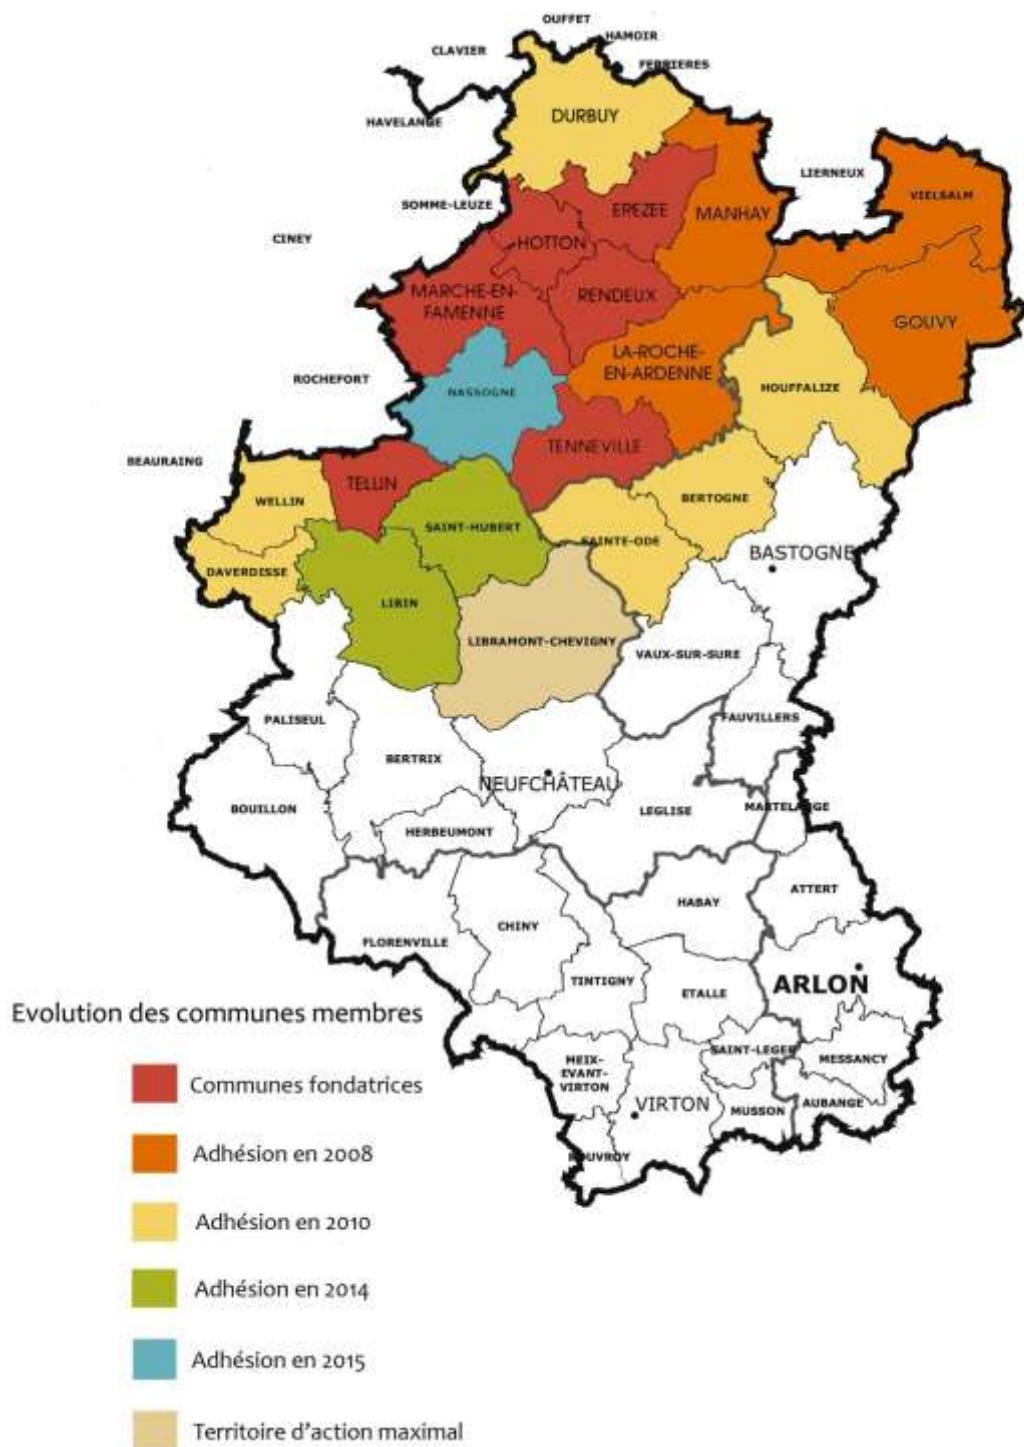 OUFFET
HAMOIR
CLAVIER
FERRIERES
DURBUY
HAVELANGE
LIERNEUX
VIELSALM
SOMME-LEUZE
EREZEE
MANHAY
CINEY
HOTTON
MARCHE-EN-
FAMENNE
RENDEUX
GOUVY
LA-ROCHE-
EN-ARDENNE
ROCHEFORT
NASSOGNE
HOUFFALIZE
TENNEVILLE
BEAURAING
TELLIN
WELLIN
BERTOGNE
SAINT-HUBERT
SAINTE-ODE
BASTOGNE
DAVERDISSE
LIBIN
LIBRAMONT-CHEVIGNY
VAUX-SUR-SURE
PALISEUL
FAUVILLERS
BERTRIX
NEUFCHÂTEAU
BOUILLON
LEGLISE
MARTELANGE
HERBEUMONT
ATTERT
HABAY
CHINY
FLORENVILLE
TINTIGNY
ETALLE
ARLON
Evolution des communes membres
SAINT-LEGER
MESSANCY
MEIX-
EVANT-
VIRTON
Communes fondatrices
VIRTON
MUSSON
AUBANGE
Adhésion en 2008
ROUVROY
Adhésion en 2010
Adhésion en 2014
Adhésion en 2015
Territoire d'action maximal